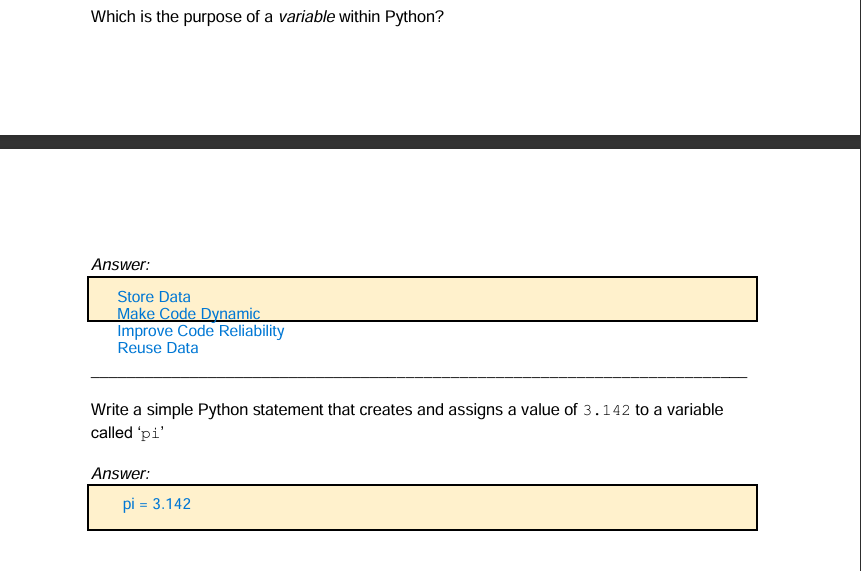 Which is the purpose of a variable within Python?
Answer:
Store Data
Make Code Dynamic
Improve Code Reliability
Reuse Data
Write a simple Python statement that creates and assigns a value of 3.142 to a variable
called ‘pi’
Answer:
pi = 3.142